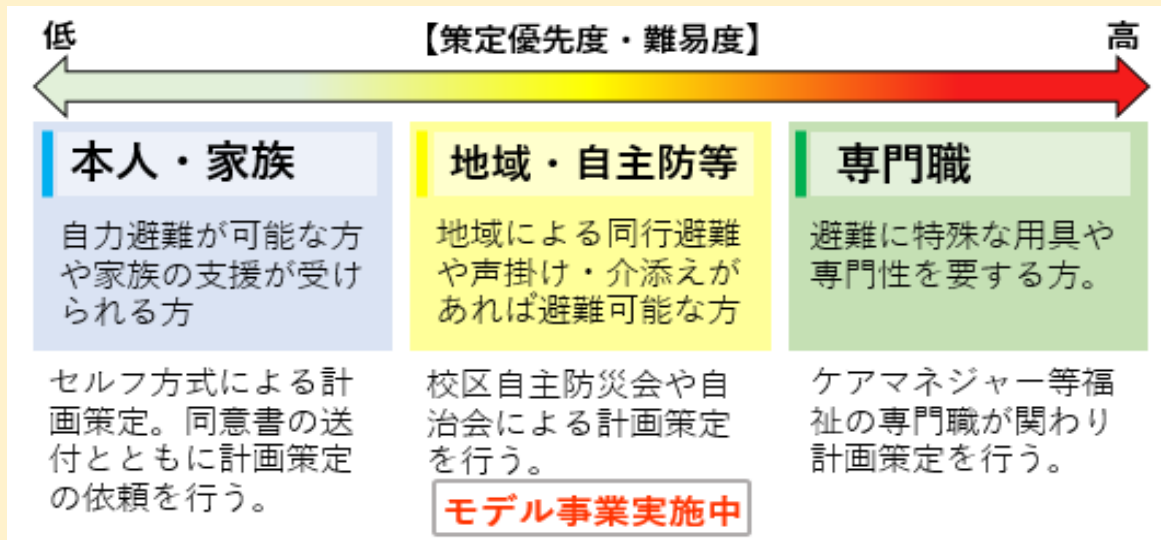 低 【策定優先度・難易度】 高
本人・家族
自力避難が可能な方
や家族の支援が受け
られる方
セルフ方式による計
画策定。同意書の送
付とともに計画策定
の依頼を行う。
地域・自主防等
地域による同行避難
や声掛け・介添えが
あれば避難可能な方
校区自主防災会や自
治会による計画策定
を行う。
モデル事業実施中
専門職
避難に特殊な用具や
専門性を要する方。
ケアマネジャー等福
祉の専門職が関わり
計画策定を行う。